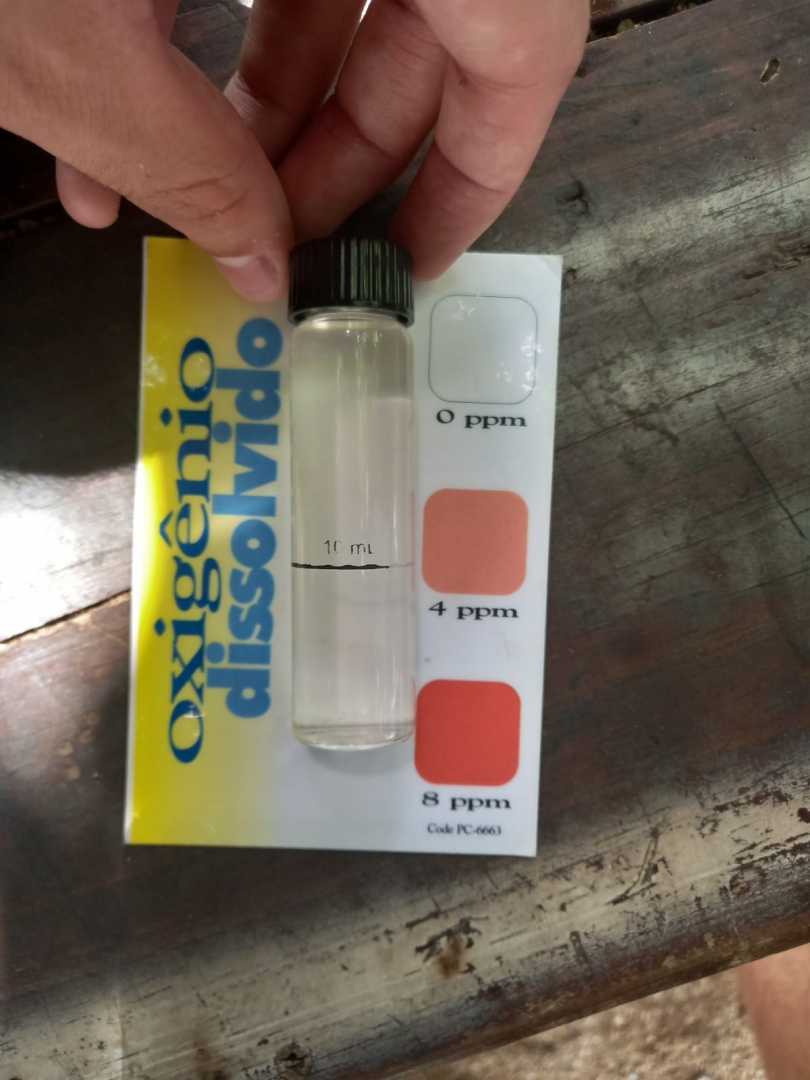 oxigênio
dissolvido
10 mL
0 ppm
4 ppm
8 ppm
Code PC-6663